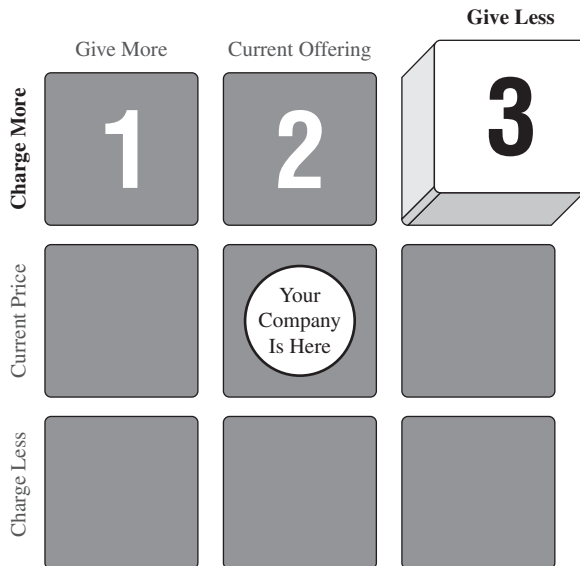 Give Less
Give More
Current Offering
Charge More
1
2
3
Current Price
Your
Company
Is Here
Charge Less